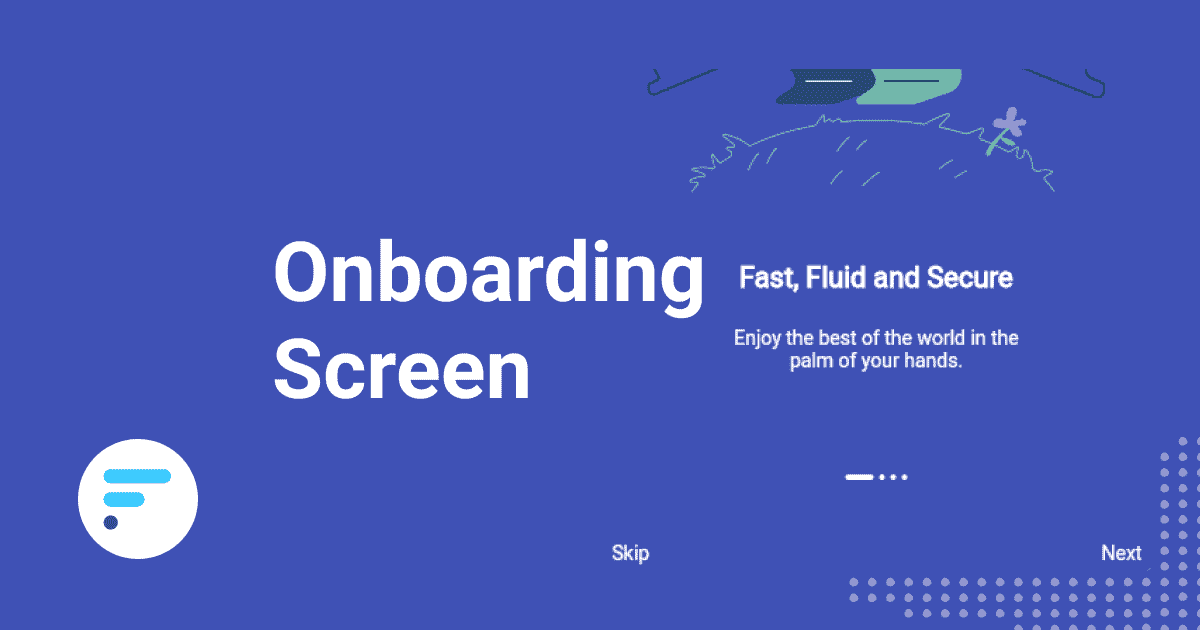 Onboarding
Screen
Fast, Fluid and Secure
Enjoy the best of the world in the
palm of your hands.
Skip
Next